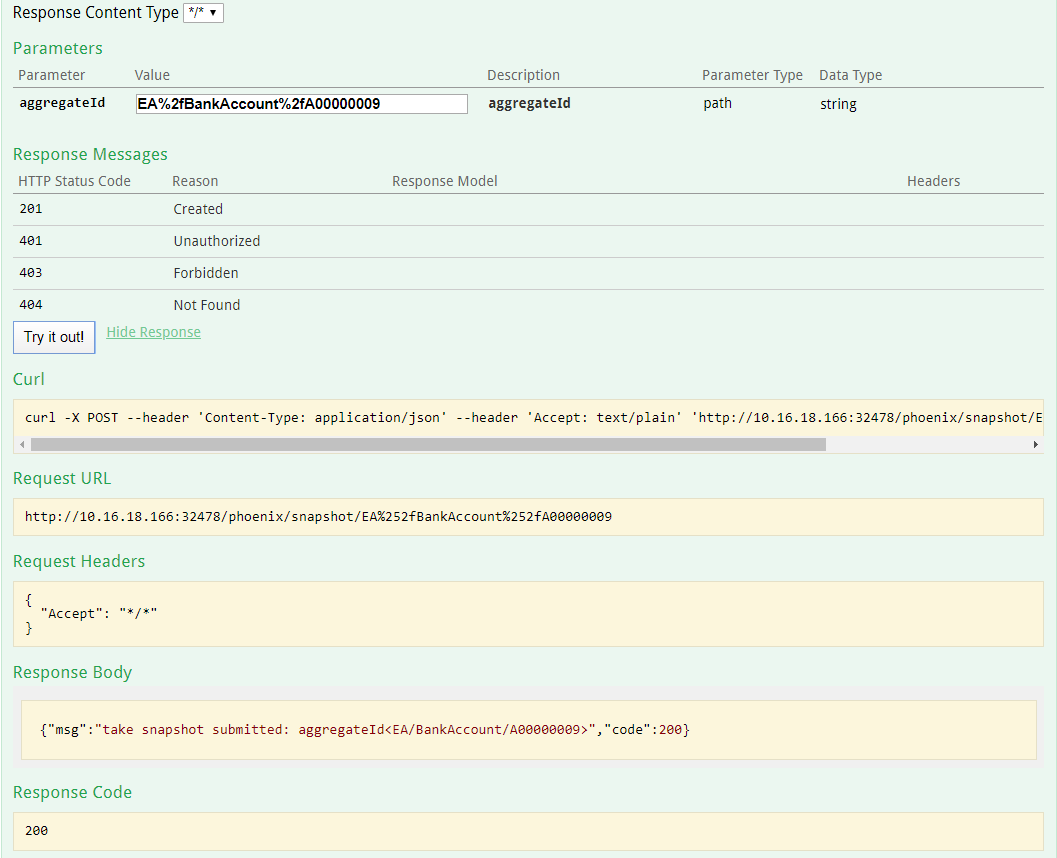 Response Content Type */*
Parameters
Parameter Value Description Parameter Type Data Type
aggregateId EA%2fBankAccount%2fA00000009 aggregateId path string
Response Messages
HTTP Status Code Reason Response Model Headers
201 Created
401 Unauthorized
403 Forbidden
404 Not Found
Try it out! Hide Response
Curl
curl -X POST --header 'Content-Type: application/json' --header 'Accept: text/plain' 'http://10.16.18.166:32478/phoenix/snapshot/E
Request URL
http://10.16.18.166:32478/phoenix/snapshot/EA%252fBankAccount%252fA00000009
Request Headers
{
"Accept": "*/*"
}
Response Body
{"msg":"take snapshot submitted: aggregateId<EA/BankAccount/A00000009>","code":200}
Response Code
200